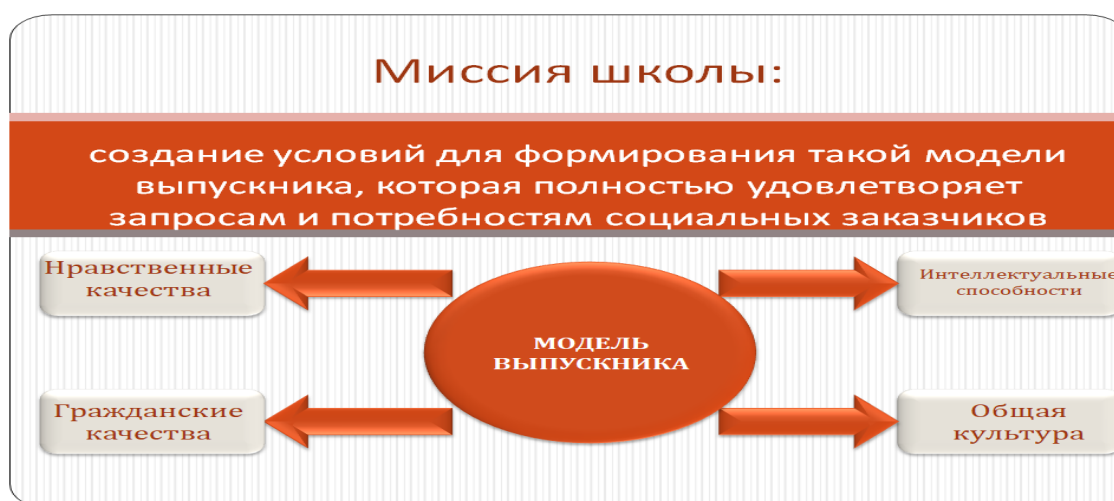 Миссия школы:
создание условий для формирования такой модели
выпускника, которая полностью удовлетворяет
запросам и потребностям социальных заказчиков
Нравственные
качества
Интеллектуальные
способности
МОДЕЛЬ
ВЫПУСКНИКА
Гражданские
качества
Общая
культура